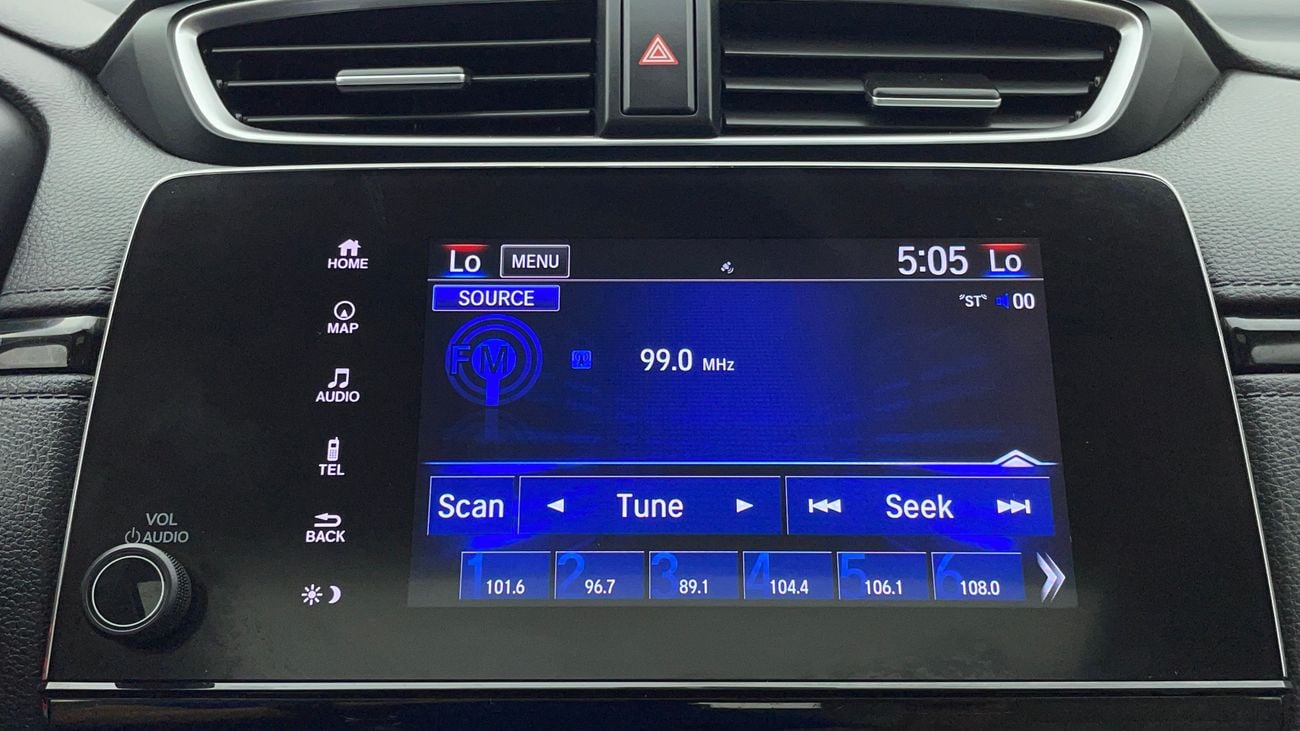 HOME
MAP
AUDIO
TEL
BACK
VOL
AUDIO
Lo MENU 5:05 Lo
SOURCE "ST" 00
FM 99.0 MHz
Scan Tune Seek
1 101.6 2 96.7 3 89.1 4 104.4 5 106.1 6 108.0